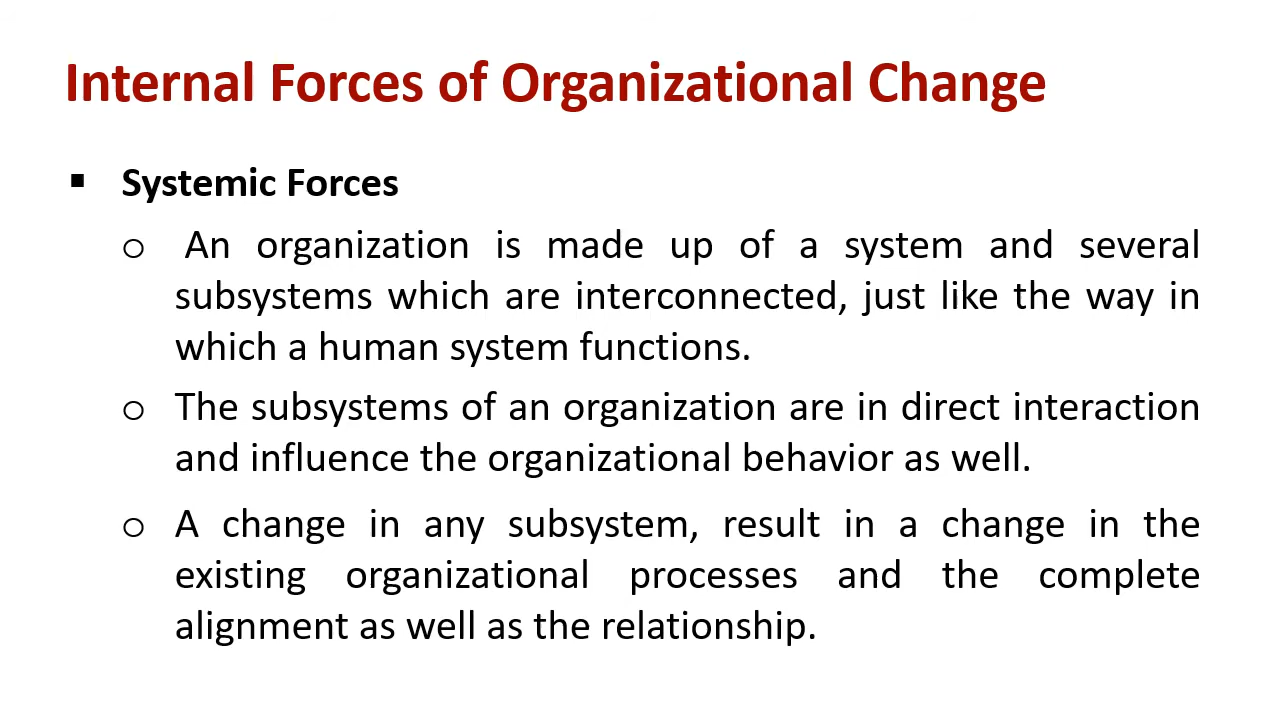 Internal Forces of Organizational Change
▪ Systemic Forces
o An organization is made up of a system and several
subsystems which are interconnected, just like the way in
which a human system functions.
o The subsystems of an organization are in direct interaction
and influence the organizational behavior as well.
o A change in any subsystem, result in a change in the
existing organizational processes and the complete
alignment as well as the relationship.